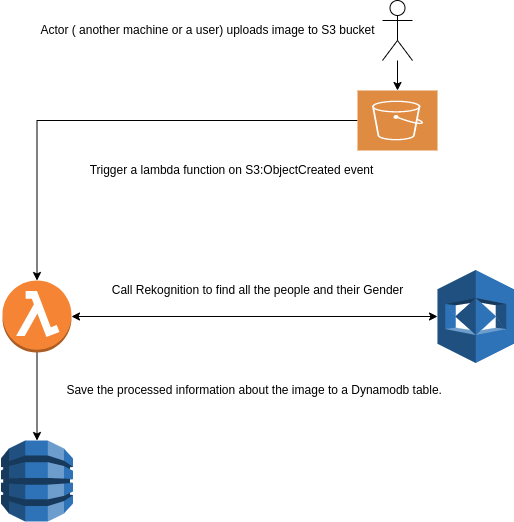 Actor ( another machine or a user) uploads image to S3 bucket
Trigger a lambda function on S3:ObjectCreated event
Call Rekognition to find all the people and their Gender
Save the processed information about the image to a Dynamodb table.